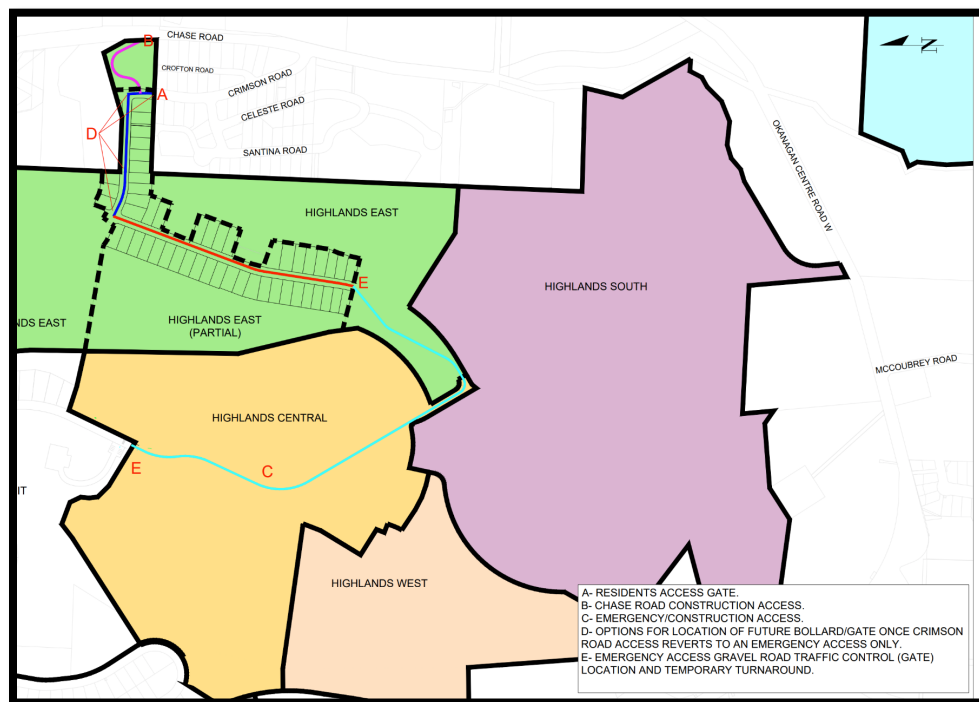 B
CHASE ROAD
CROFTON ROAD
A
CRIMSON ROAD
CELESTE ROAD
D
SANTINA ROAD
N
OKANAGAN CENTRE ROAD W
HIGHLANDS EAST
E
HIGHLANDS SOUTH
NDS EAST
HIGHLANDS EAST
(PARTIAL)
MCCOUBREY ROAD
HIGHLANDS CENTRAL
E
C
IT
HIGHLANDS WEST
A- RESIDENTS ACCESS GATE.
B- CHASE ROAD CONSTRUCTION ACCESS.
C- EMERGENCY/CONSTRUCTION ACCESS.
D- OPTIONS FOR LOCATION OF FUTURE BOLLARD/GATE ONCE CRIMSON
ROAD ACCESS REVERTS TO AN EMERGENCY ACCESS ONLY.
E- EMERGENCY ACCESS GRAVEL ROAD TRAFFIC CONTROL (GATE)
LOCATION AND TEMPORARY TURNAROUND.